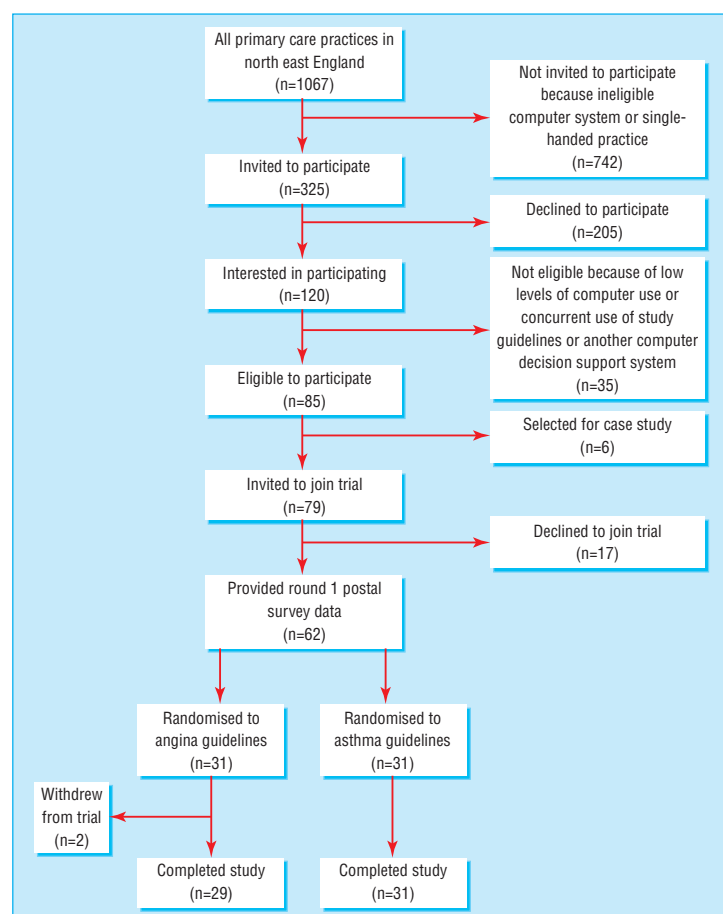 All primary care practices in
north east England
(n=1067)
Not invited to participate
because ineligible
computer system or single-
handed practice
(n=742)
Invited to participate
(n=325)
Declined to participate
(n=205)
Interested in participating
(n=120)
Not eligible because of low
levels of computer use or
concurrent use of study
guidelines or another computer
decision support system
(n=35)
Eligible to participate
(n=85)
Selected for case study
(n=6)
Invited to join trial
(n=79)
Declined to join trial
(n=17)
Provided round 1 postal
survey data
(n=62)
Randomised to
angina guidelines
(n=31)
Randomised to
asthma guidelines
(n=31)
Withdrew
from trial
(n=2)
Completed study
(n=29)
Completed study
(n=31)